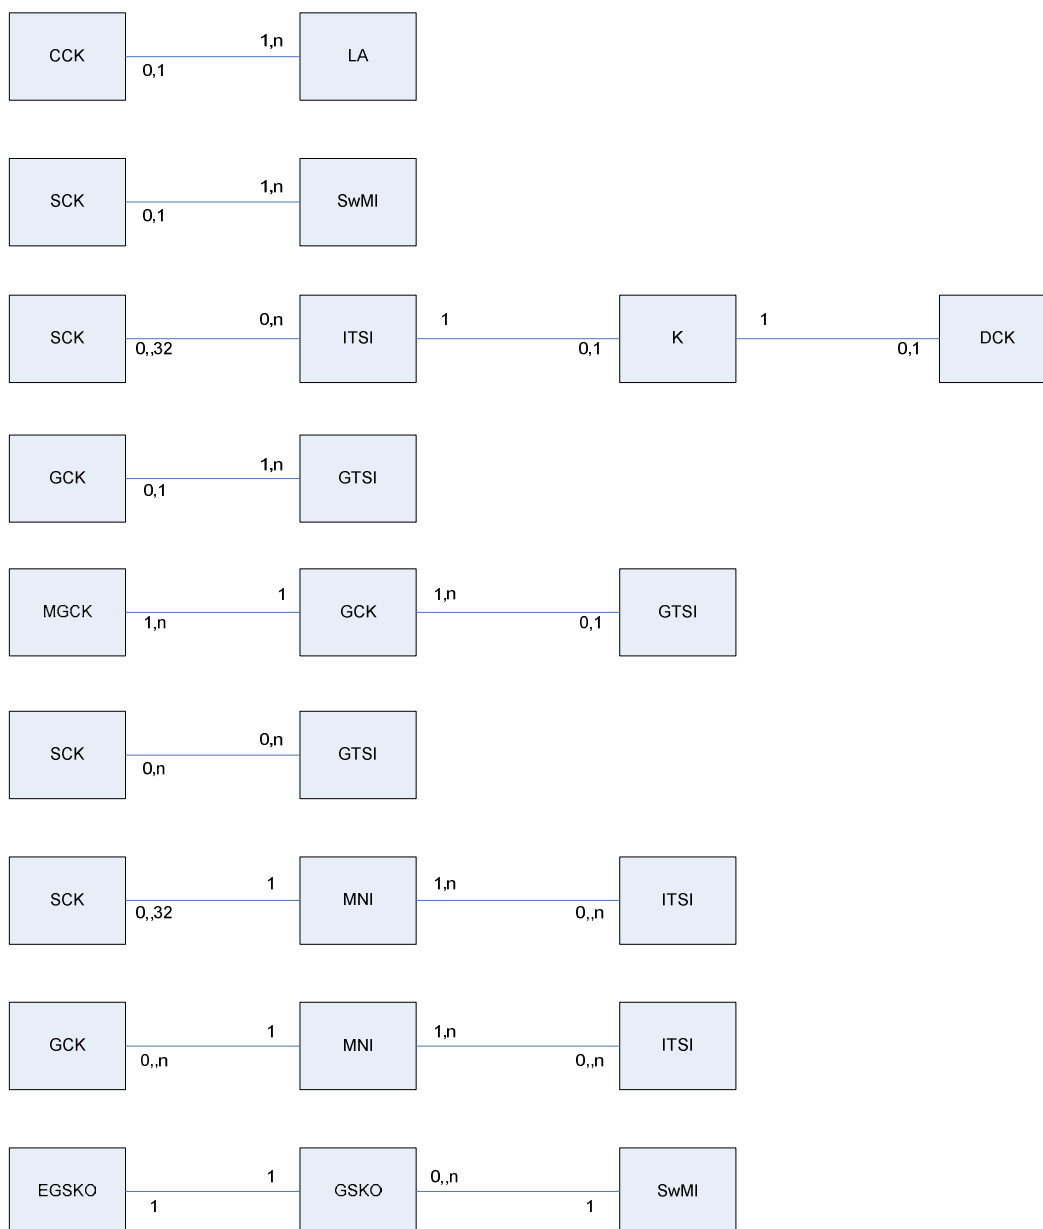 1,n
CCK LA
0,1
1,n
SCK SwMI
0,1
0,n 1 1
SCK ITSI K DCK
0,,32 0,1 0,1
1,n
GCK GTSI
0,1
1 1,n
MGCK GCK GTSI
1,n 0,1
0,n
SCK GTSI
0,n
1 1,n
SCK MNI ITSI
0,,32 0,,n
1 1,n
GCK MNI ITSI
0,,n 0,,n
1 0,,n
EGSKO GSKO SwMI
1 1